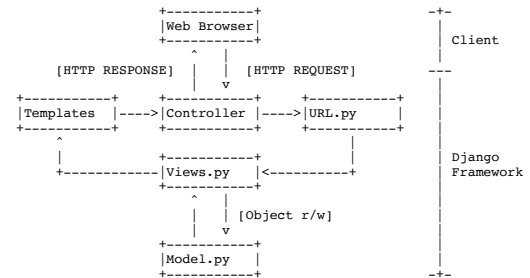 Web Browser
Client
[HTTP RESPONSE] [HTTP REQUEST]
Templates Controller URL.py
Django
Views.py Framework
[Object r/w]
Model.py